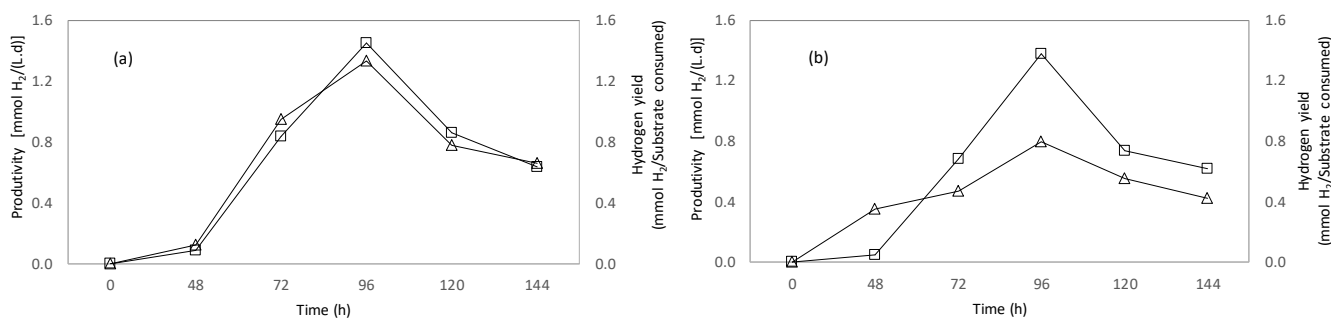 (a)
Produtivity [mmol H2/(L.d)]
1.6
1.2
0.8
0.4
0.0
0 48 72 96 120 144
Time (h)
1.6
1.2
0.8
0.4
0.0
Hydrogen yield
(mmol H2/Substrate consumed)
(b)
Produtivity [mmol H2/(L.d)]
1.6
1.2
0.8
0.4
0.0
0 48 72 96 120 144
Time (h)
1.6
1.2
0.8
0.4
0.0
Hydrogen yield
(mmol H2/Substrate consumed)